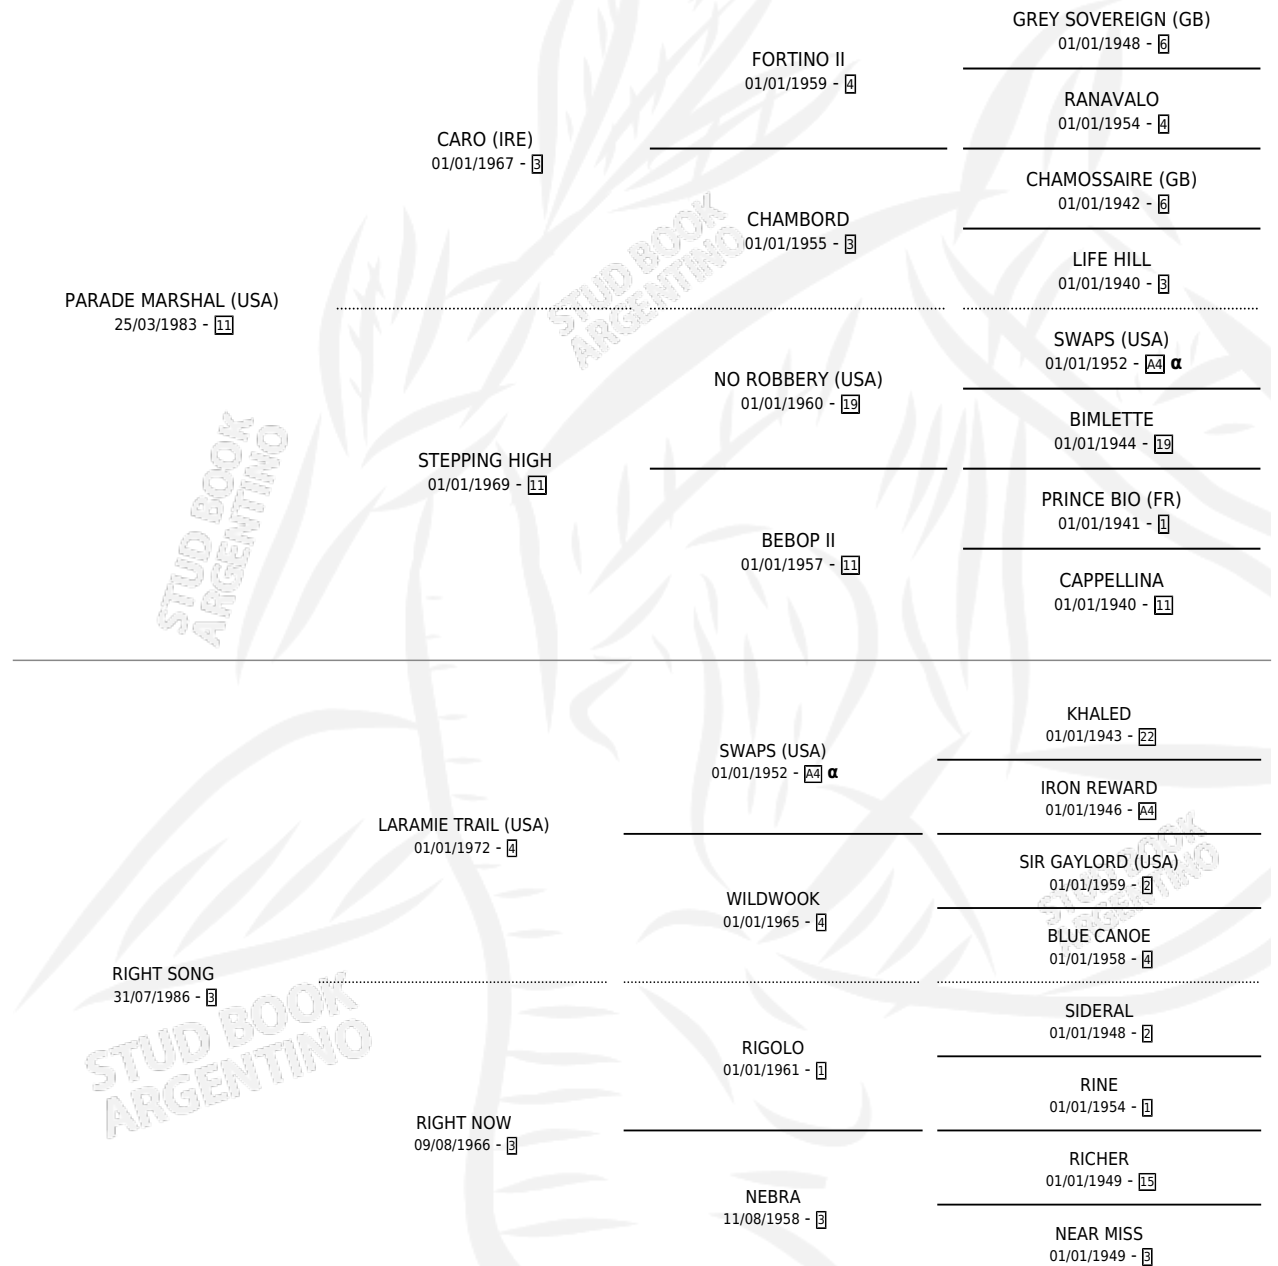 GREY SOVEREIGN (GB)
01/01/1948 - 6
FORTINO II
01/01/1959 - 4
RANAVALO
01/01/1954 - 4
CARO (IRE)
01/01/1967 - 3
CHAMOSSAIRE (GB)
01/01/1942 - 6
CHAMBORD
01/01/1955 - 3
LIFE HILL
01/01/1940 - 3
PARADE MARSHAL (USA)
25/03/1983 - 11
SWAPS (USA)
01/01/1952 - A4 α
NO ROBBERY (USA)
01/01/1960 - 19
BIMLETTE
01/01/1944 - 19
STEPPING HIGH
01/01/1969 - 11
PRINCE BIO (FR)
01/01/1941 - 1
BEBOP II
01/01/1957 - 11
CAPPELLINA
01/01/1940 - 11
STUD BOOK
ARGENTINO
STUD BOOK
ARGENTINO
KHALED
01/01/1943 - 22
SWAPS (USA)
01/01/1952 - A4 α
IRON REWARD
01/01/1946 - A4
LARAMIE TRAIL (USA)
01/01/1972 - 4
SIR GAYLORD (USA)
01/01/1959 - 2
WILDWOOK
01/01/1965 - 4
BLUE CANOE
01/01/1958 - 4
RIGHT SONG
31/07/1986 - 3
SIDERAL
01/01/1948 - 2
RIGOLO
01/01/1961 - 1
RINE
01/01/1954 - 1
RIGHT NOW
09/08/1966 - 3
RICHER
01/01/1949 - 15
NEBRA
11/08/1958 - 3
NEAR MISS
01/01/1949 - 3
STUD BOOK
ARGENTINO
STUD BOOK
ARGENTINO